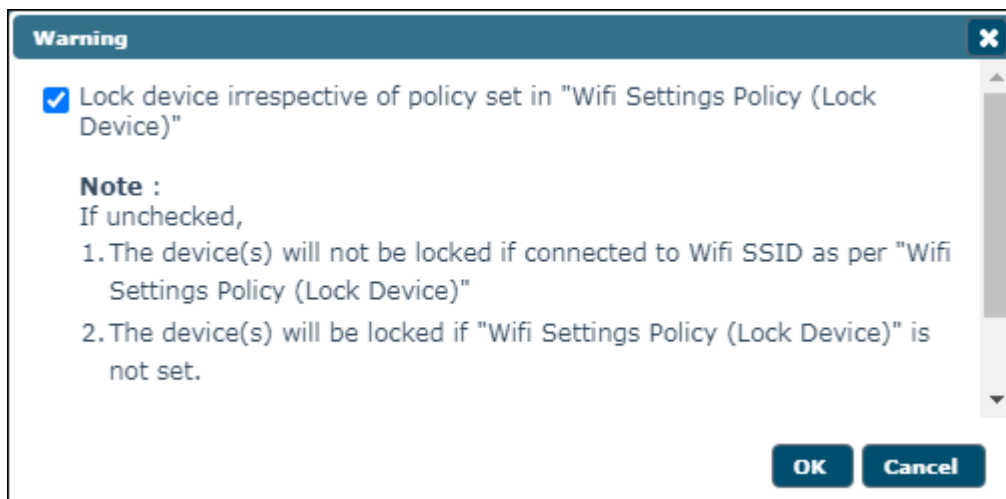 Warning
Lock device irrespective of policy set in "Wifi Settings Policy (Lock
Device)"
Note :
If unchecked,
1. The device(s) will not be locked if connected to Wifi SSID as per "Wifi
Settings Policy (Lock Device)"
2. The device(s) will be locked if "Wifi Settings Policy (Lock Device)" is
not set.
OK Cancel